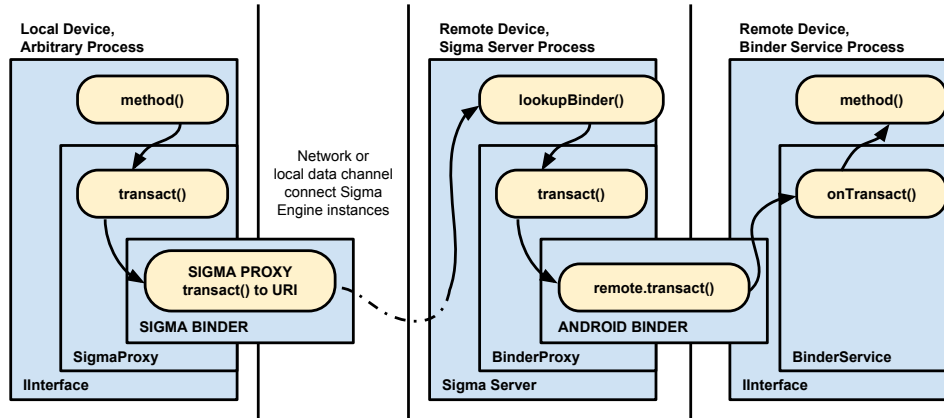 Local Device,
Arbitrary Process
method()
transact()
SIGMA PROXY
transact() to URI
SIGMA BINDER
SigmaProxy
IInterface
Network or
local data channel
connect Sigma
Engine instances
Remote Device,
Sigma Server Process
lookupBinder()
transact()
remote.transact()
ANDROID BINDER
BinderProxy
Sigma Server
Remote Device,
Binder Service Process
method()
onTransact()
BinderService
IInterface